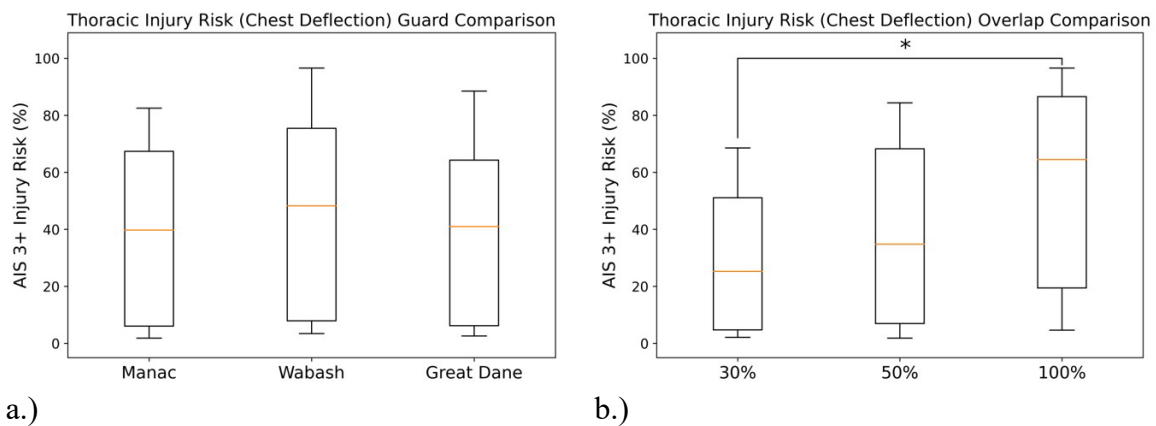 Thoracic Injury Risk (Chest Deflection) Guard Comparison
AIS 3+ Injury Risk (%)
100
80
60
40
20
0
Manac Wabash Great Dane
a.)
Thoracic Injury Risk (Chest Deflection) Overlap Comparison
*
AIS 3+ Injury Risk (%)
100
80
60
40
20
0
30% 50% 100%
b.)